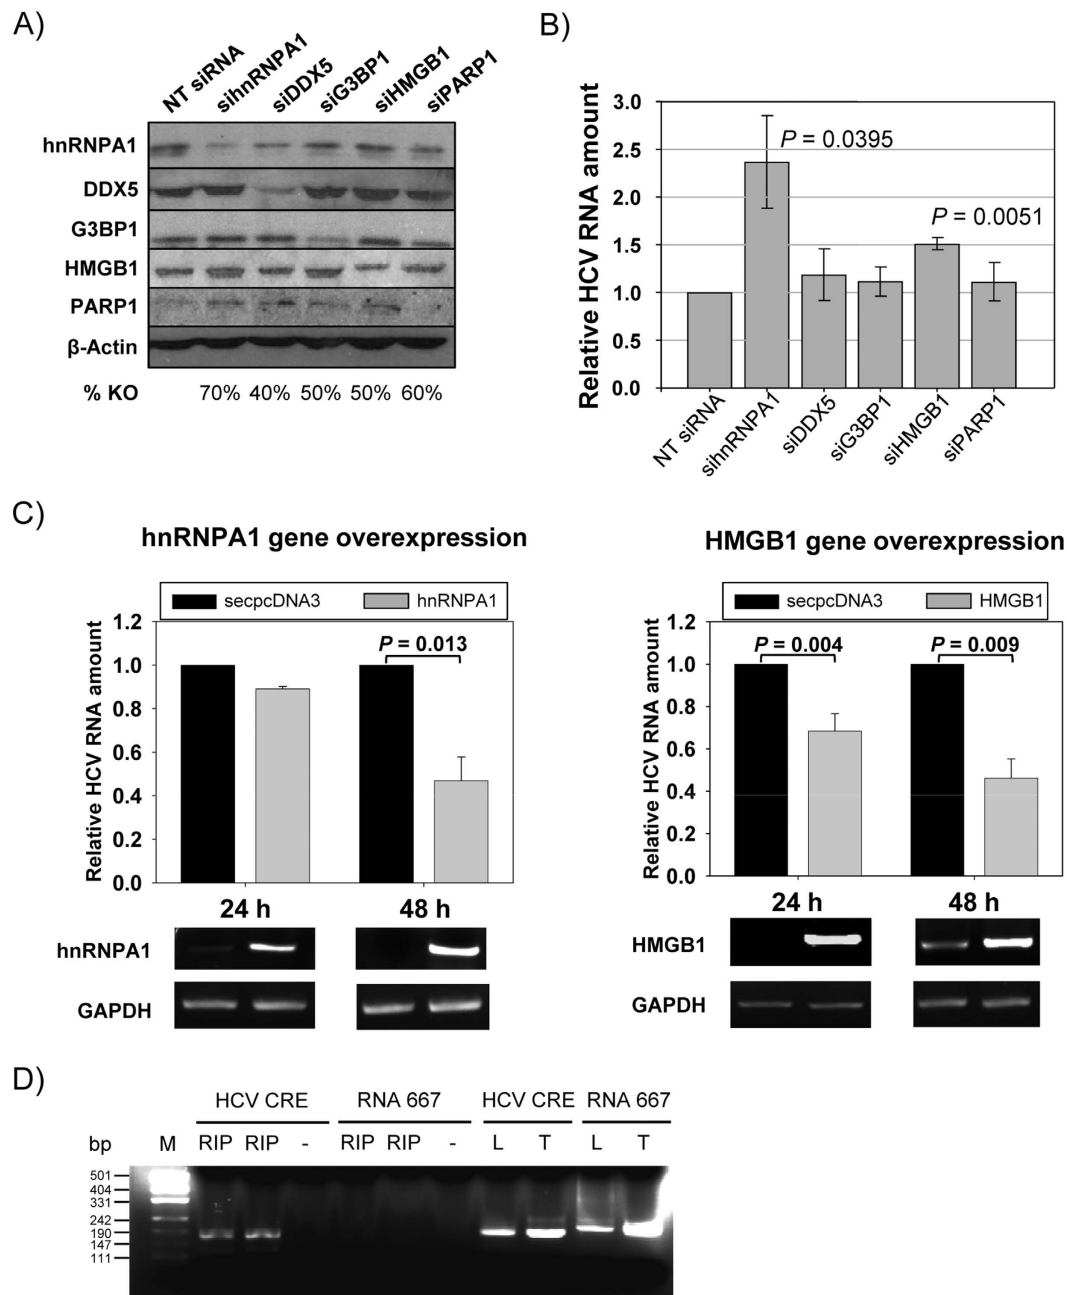 A)
NT siRNA sihnRNPA1 siDDX5 siG3BP1 siHMGB1 siPARP1
hnRNPA1
DDX5
G3BP1
HMGB1
PARP1
β-Actin
% KO 70% 40% 50% 50% 60%
B)
Relative HCV RNA amount
3.0
2.5
2.0
1.5
1.0
0.5
0.0
P = 0.0395
P = 0.0051
NT siRNA sihnRNPA1 siDDX5 siG3BP1 siHMGB1 siPARP1
C)
hnRNPA1 gene overexpression
secpcDNA3 hnRNPA1
Relative HCV RNA amount
1.2
1.0
0.8
0.6
0.4
0.2
0.0
P = 0.013
24 h 48 h
hnRNPA1
GAPDH
HMGB1 gene overexpression
secpcDNA3 HMGB1
Relative HCV RNA amount
1.2
1.0
0.8
0.6
0.4
0.2
0.0
P = 0.004 P = 0.009
24 h 48 h
HMGB1
GAPDH
D)
HCV CRE RNA 667 HCV CRE RNA 667
bp M RIP RIP - RIP RIP - L T L T
501
404
331
242
190
147
111